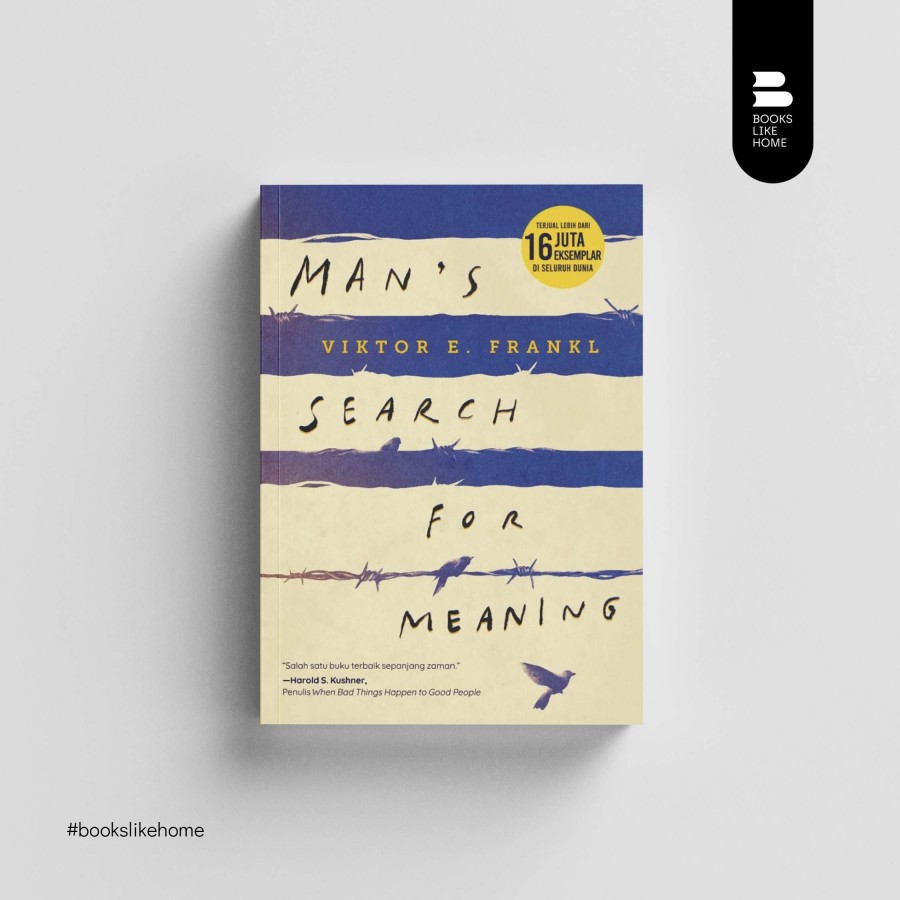 BOOKS
LIKE
HOME
TERJUAL LEBIH DARI
16 JUTA
EKSEMPLAR
DI SELURUH DUNIA
MAN'S
VIKTOR E. FRANKL
SEARCH
FOR
MEANING
“Salah satu buku terbaik sepanjang zaman.”
—Harold S. Kushner,
Penulis When Bad Things Happen to Good People
#bookslikehome